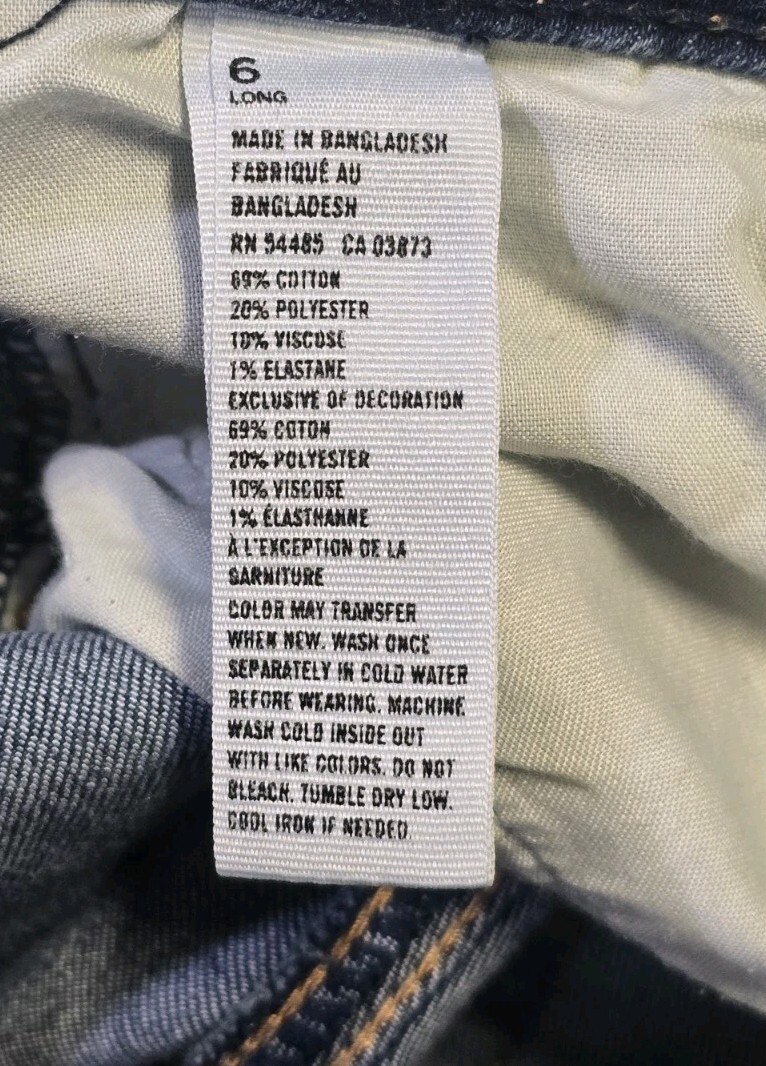 6
LONG
MADE IN BANGLADESH
FABRIQUÉ AU
BANGLADESH
RN 54485 CA 03873
69% COTTON
20% POLYESTER
10% VISCOSE
1% ELASTANE
EXCLUSIVE OF DECORATION
69% COTON
20% POLYESTER
10% VISCOSE
1% ÉLASTHANNE
À L'EXCEPTION DE LA
GARNITURE
COLOR MAY TRANSFER
WHEN NEW. WASH ONCE
SEPARATELY IN COLD WATER
BEFORE WEARING. MACHINE
WASH COLD INSIDE OUT
WITH LIKE COLORS. DO NOT
BLEACH. TUMBLE DRY LOW.
COOL IRON IF NEEDED